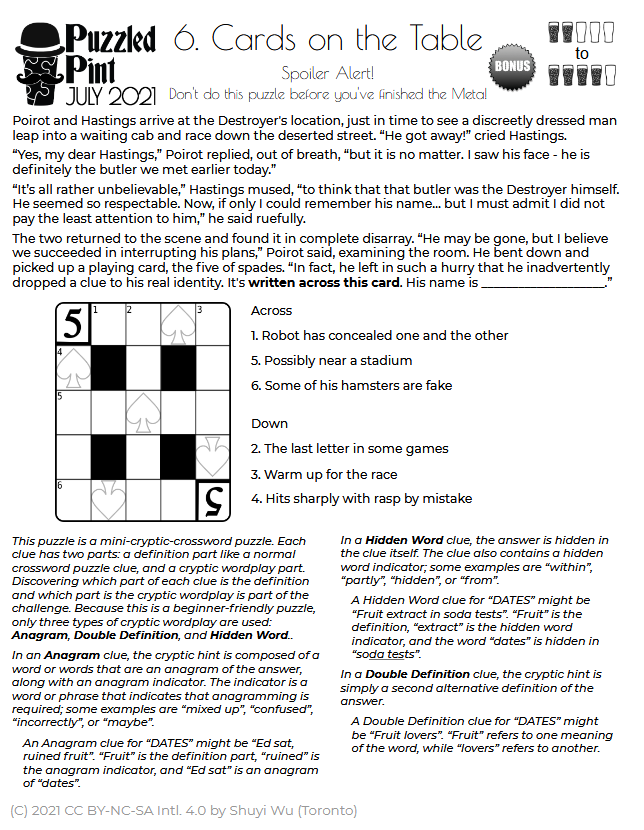 Puzzled
Pint
JULY 2021
6. Cards on the Table
Spoiler Alert!
Don't do this puzzle before you've finished the Meta!
BONUS
to
Poirot and Hastings arrive at the Destroyer's location, just in time to see a discreetly dressed man
leap into a waiting cab and race down the deserted street. “He got away!” cried Hastings.
“Yes, my dear Hastings,” Poirot replied, out of breath, “but it is no matter. I saw his face - he is
definitely the butler we met earlier today.”
“It’s all rather unbelievable,” Hastings mused, “to think that that butler was the Destroyer himself.
He seemed so respectable. Now, if only I could remember his name... but I must admit I did not
pay the least attention to him,” he said ruefully.
The two returned to the scene and found it in complete disarray. “He may be gone, but I believe
we succeeded in interrupting his plans,” Poirot said, examining the room. He bent down and
picked up a playing card, the five of spades. “In fact, he left in such a hurry that he inadvertently
dropped a clue to his real identity. It's written across this card. His name is ___________________.”
5
1
2
3
4
5
6
5
Across
1. Robot has concealed one and the other
5. Possibly near a stadium
6. Some of his hamsters are fake
Down
2. The last letter in some games
3. Warm up for the race
4. Hits sharply with rasp by mistake
This puzzle is a mini-cryptic-crossword puzzle. Each
clue has two parts: a definition part like a normal
crossword puzzle clue, and a cryptic wordplay part.
Discovering which part of each clue is the definition
and which part is the cryptic wordplay is part of the
challenge. Because this is a beginner-friendly puzzle,
only three types of cryptic wordplay are used:
Anagram, Double Definition, and Hidden Word..
In an Anagram clue, the cryptic hint is composed of a
word or words that are an anagram of the answer,
along with an anagram indicator. The indicator is a
word or phrase that indicates that anagramming is
required; some examples are “mixed up”, “confused”,
“incorrectly”, or “maybe”.
An Anagram clue for “DATES” might be “Ed sat,
ruined fruit”. “Fruit” is the definition part, “ruined” is
the anagram indicator, and “Ed sat” is an anagram
of “dates”.
In a Hidden Word clue, the answer is hidden in
the clue itself. The clue also contains a hidden
word indicator; some examples are “within”,
“partly”, “hidden”, or “from”.
A Hidden Word clue for “DATES” might be
“Fruit extract in soda tests”. “Fruit” is the
definition, “extract” is the hidden word
indicator, and the word “dates” is hidden in
“soda tests”.
In a Double Definition clue, the cryptic hint is
simply a second alternative definition of the
answer.
A Double Definition clue for “DATES” might
be “Fruit lovers”. “Fruit” refers to one meaning
of the word, while “lovers” refers to another.
(C) 2021 CC BY-NC-SA Intl. 4.0 by Shuyi Wu (Toronto)